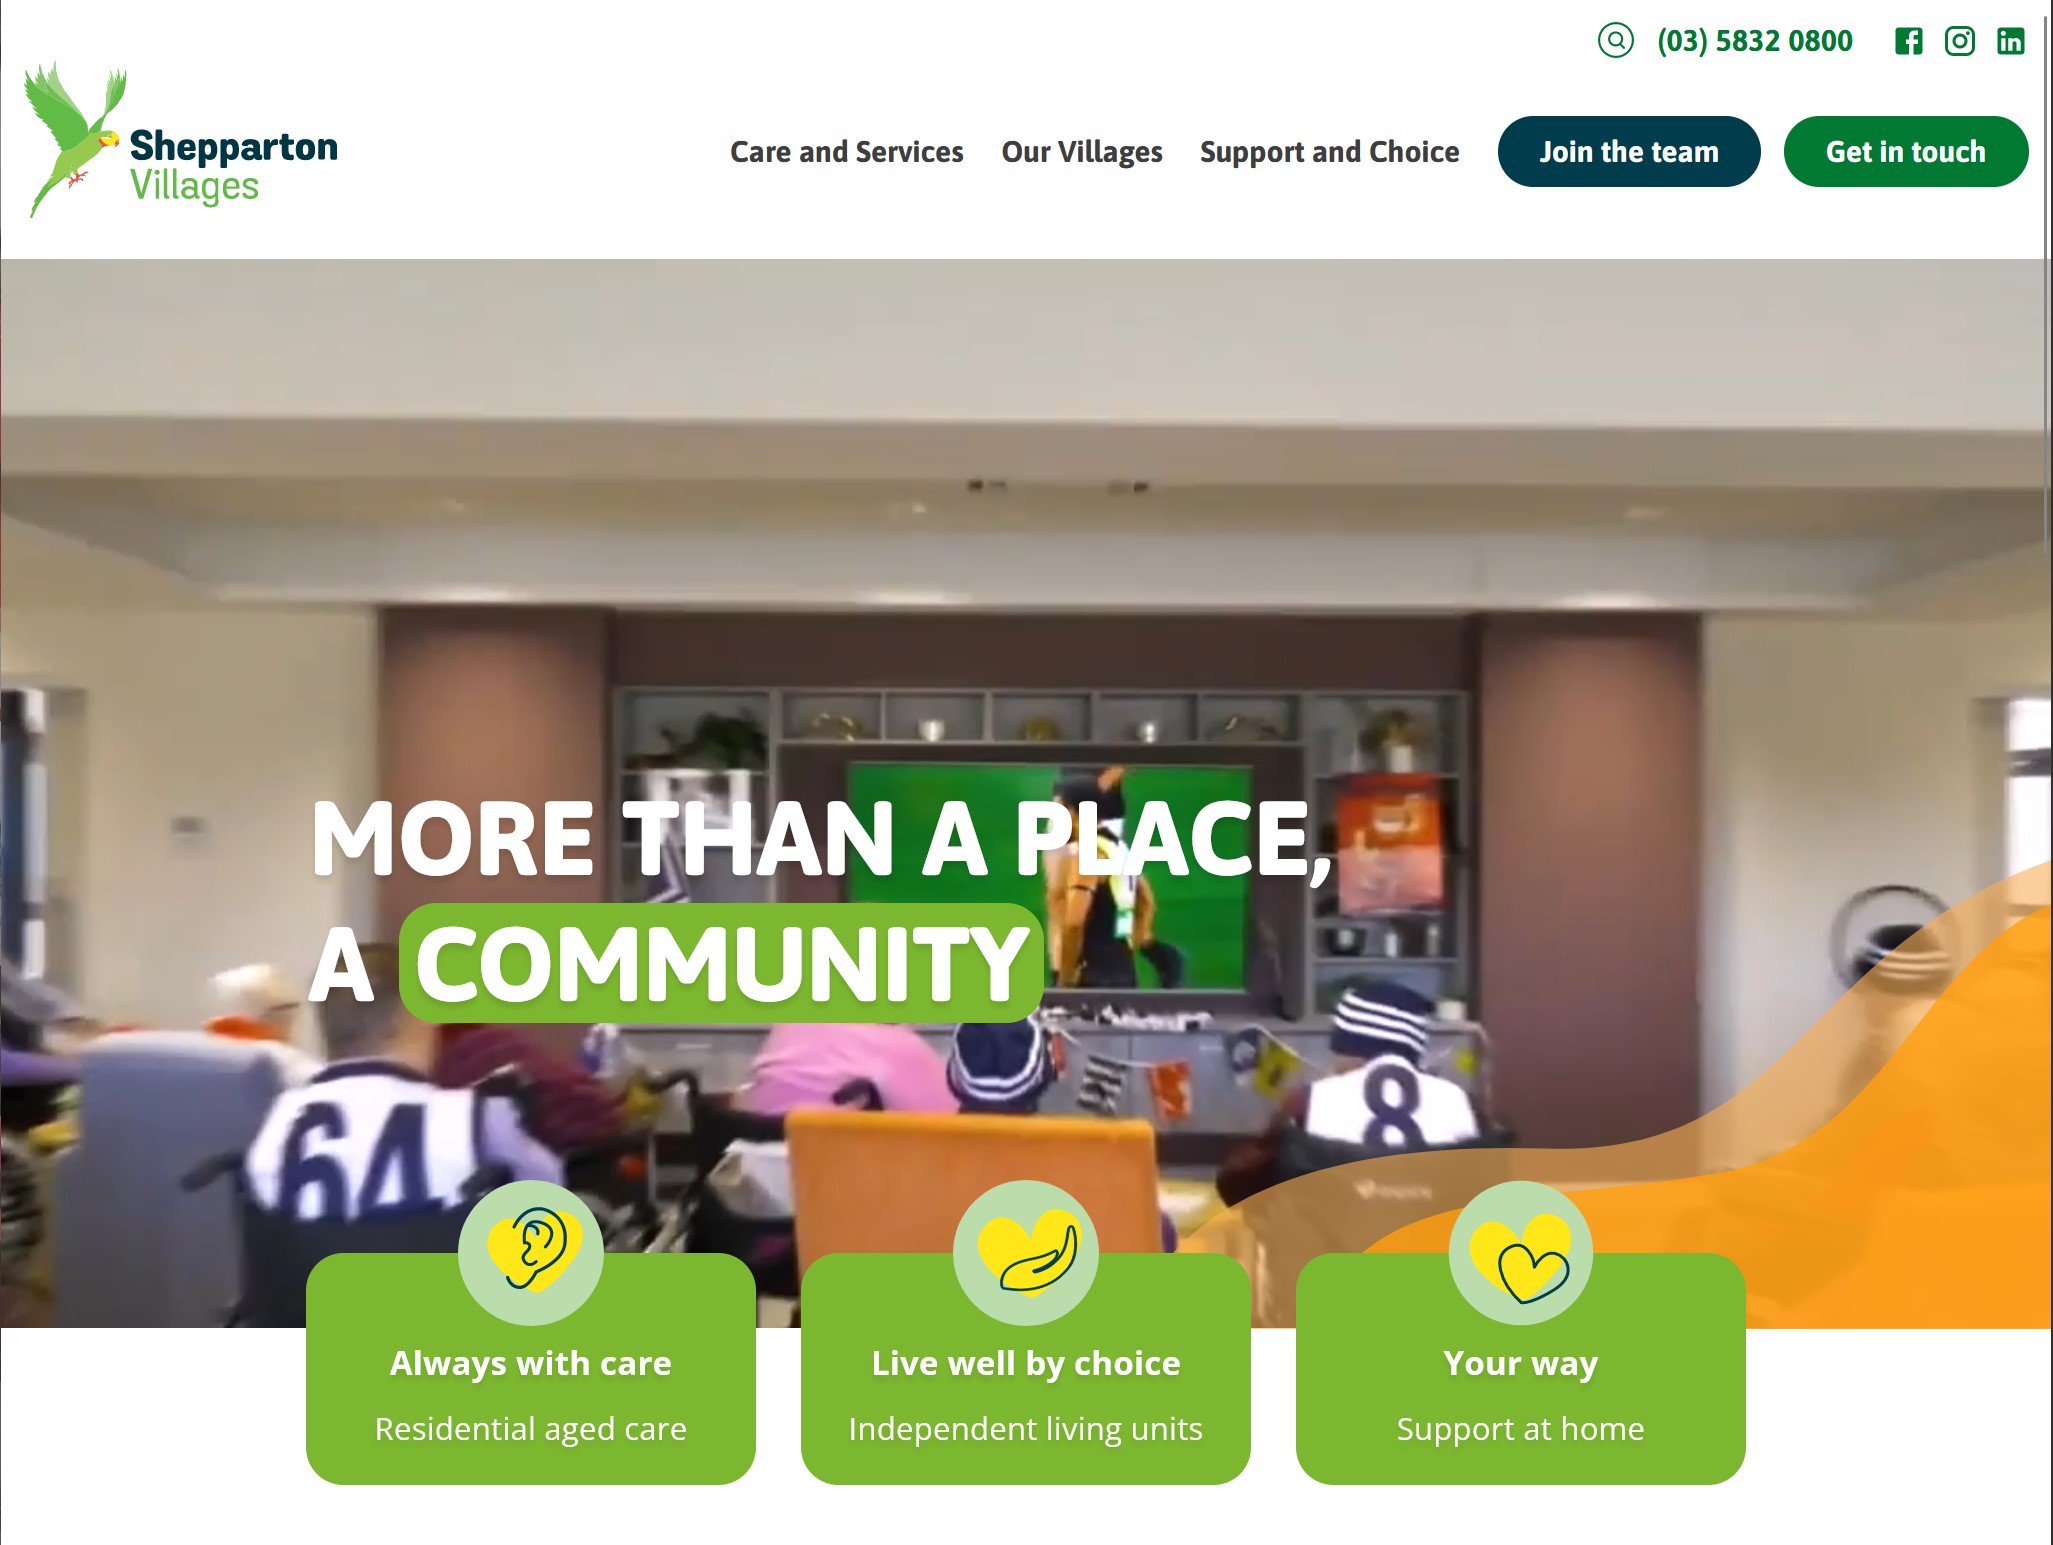 (03) 5832 0800
Shepparton
Villages
Care and Services
Our Villages
Support and Choice
Join the team
Get in touch
MORE THAN A PLACE,
A COMMUNITY
64
8
Always with care
Residential aged care
Live well by choice
Independent living units
Your way
Support at home